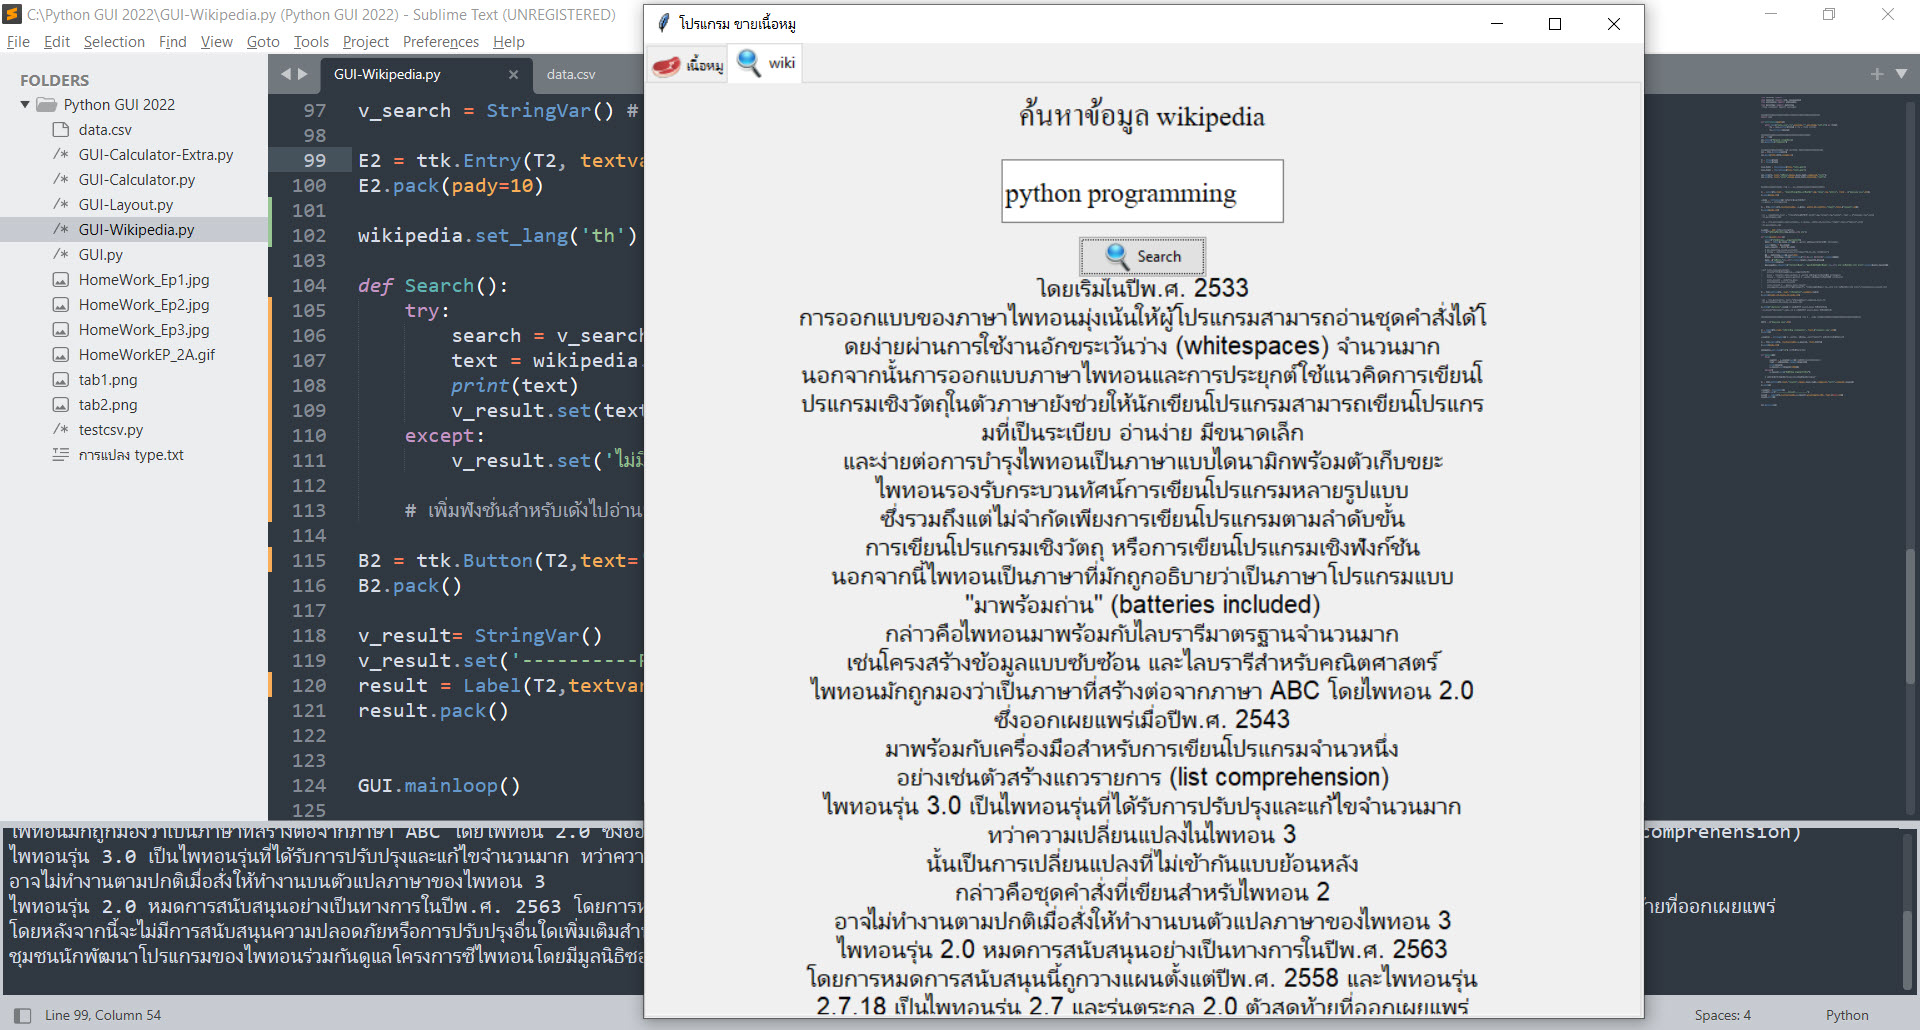 C:\Python GUI 2022\GUI-Wikipedia.py (Python GUI 2022) - Sublime Text (UNREGISTERED)
File Edit Selection Find View Goto Tools Project Preferences Help
FOLDERS
Python GUI 2022
data.csv
GUI-Calculator-Extra.py
GUI-Calculator.py
GUI-Layout.py
GUI-Wikipedia.py
GUI.py
HomeWork_Ep1.jpg
HomeWork_Ep2.jpg
HomeWork_Ep3.jpg
HomeWorkEP_2A.gif
tab1.png
tab2.png
testcsv.py
การแปลง type.txt
GUI-Wikipedia.py data.csv
97 v_search = StringVar() #
98
99 E2 = ttk.Entry(T2, textva
100 E2.pack(pady=10)
101
102 wikipedia.set_lang('th')
103
104 def Search():
105 try:
106 search = v_search
107 text = wikipedia.
108 print(text)
109 v_result.set(text
110 except:
111 v_result.set('ไม่มี
112
113 # เพิ่มฟังชั่นสำหรับเด้งไปอ่าน
114
115 B2 = ttk.Button(T2,text=
116 B2.pack()
117
118 v_result= StringVar()
119 v_result.set('----------
120 result = Label(T2,textvar
121 result.pack()
122
123
124 GUI.mainloop()
125
ไพทอนมักถูกมองว่าเป็นภาษาที่สร้างต่อจากภาษา ABC โดยไพทอน 2.0 ซึ่งออ
comprehension)
ไพทอนรุ่น 3.0 เป็นไพทอนรุ่นที่ได้รับการปรับปรุงและแก้ไขจำนวนมาก ทว่าควา
อาจไม่ทำงานตามปกติเมื่อสั่งให้ทำงานบนตัวแปลภาษาของไพทอน 3
ไพทอนรุ่น 2.0 หมดการสนับสนุนอย่างเป็นทางการในปีพ.ศ. 2563 โดยการห
ายที่ออกเผยแพร่
โดยหลังจากนี้จะไม่มีการสนับสนุนความปลอดภัยหรือการปรับปรุงอื่นใดเพิ่มเติมสำห
ชุมชนนักพัฒนาโปรแกรมของไพทอนร่วมกันดูแลโครงการซีไพทอนโดยมีมูลนิธิซอ
Line 99, Column 54
Spaces: 4
Python
โปรแกรม ขายเนื้อหมู
เนื้อหมู wiki
ค้นหาข้อมูล wikipedia
python programming
Search
โดยเริ่มในปีพ.ศ. 2533
การออกแบบของภาษาไพทอนมุ่งเน้นให้ผู้โปรแกรมสามารถอ่านชุดคำสั่งได้โ
ดยง่ายผ่านการใช้งานอักขระเว้นว่าง (whitespaces) จำนวนมาก
นอกจากนั้นการออกแบบภาษาไพทอนและการประยุกต์ใช้แนวคิดการเขียนโ
ปรแกรมเชิงวัตถุในตัวภาษายังช่วยให้นักเขียนโปรแกรมสามารถเขียนโปรแกร
มที่เป็นระเบียบ อ่านง่าย มีขนาดเล็ก
และง่ายต่อการบำรุงไพทอนเป็นภาษาแบบไดนามิกพร้อมตัวเก็บขยะ
ไพทอนรองรับกระบวนทัศน์การเขียนโปรแกรมหลายรูปแบบ
ซึ่งรวมถึงแต่ไม่จำกัดเพียงการเขียนโปรแกรมตามลำดับขั้น
การเขียนโปรแกรมเชิงวัตถุ หรือการเขียนโปรแกรมเชิงฟังก์ชัน
นอกจากนี้ไพทอนเป็นภาษาที่มักถูกอธิบายว่าเป็นภาษาโปรแกรมแบบ
"มาพร้อมถ่าน" (batteries included)
กล่าวคือไพทอนมาพร้อมกับไลบรารีมาตรฐานจำนวนมาก
เช่นโครงสร้างข้อมูลแบบซับซ้อน และไลบรารีสำหรับคณิตศาสตร์
ไพทอนมักถูกมองว่าเป็นภาษาที่สร้างต่อจากภาษา ABC โดยไพทอน 2.0
ซึ่งออกเผยแพร่เมื่อปีพ.ศ. 2543
มาพร้อมกับเครื่องมือสำหรับการเขียนโปรแกรมจำนวหนึ่ง
อย่างเช่นตัวสร้างแถวรายการ (list comprehension)
ไพทอนรุ่น 3.0 เป็นไพทอนรุ่นที่ได้รับการปรับปรุงและแก้ไขจำนวนมาก
ทว่าความเปลี่ยนแปลงในไพทอน 3
นั้นเป็นการเปลี่ยนแปลงที่ไม่เข้ากันแบบย้อนหลัง
กล่าวคือชุดคำสั่งที่เขียนสำหรับไพทอน 2
อาจไม่ทำงานตามปกติเมื่อสั่งให้ทำงานบนตัวแปลภาษาของไพทอน 3
ไพทอนรุ่น 2.0 หมดการสนับสนุนอย่างเป็นทางการในปีพ.ศ. 2563
โดยการหมดการสนับสนุนนี้ถูกวางแผนตั้งแต่ปีพ.ศ. 2558 และไพทอนรุ่น
2.7.18 เป็นไพทอนรุ่น 2.7 และรุ่นตระกูล 2.0 ตัวสุดท้ายที่ออกเผยแพร่